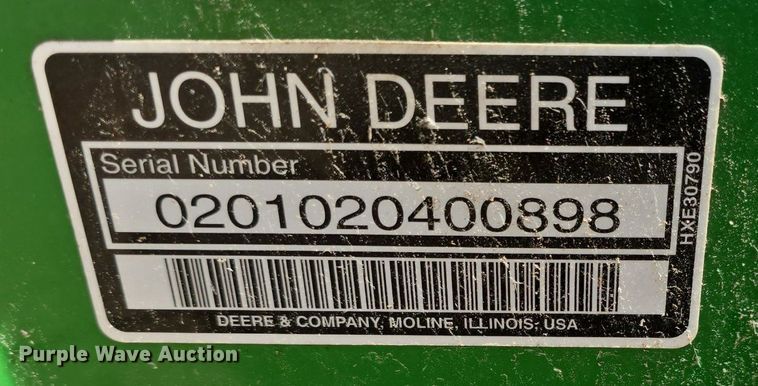 JOHN DEERE
Serial Number
0201020400898
HXE30790
DEERE & COMPANY, MOLINE, ILLINOIS, USA
Purple Wave Auction